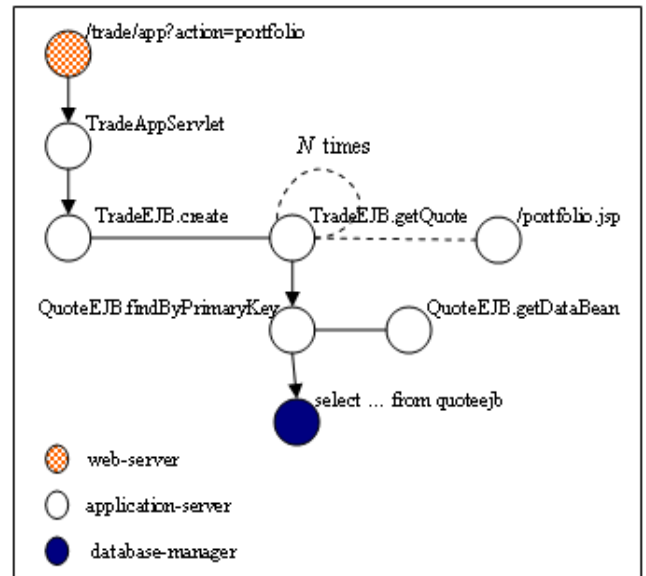 /trade/app?action=portfolio
TradeAppServlet
N times
TradeEJB.create
TradeEJB.getQuote
/portfolio.jsp
QuoteEJB.findByPrimaryKey
QuoteEJB.getDataBean
select ... from quoteejb
web-server
application-server
database-manager